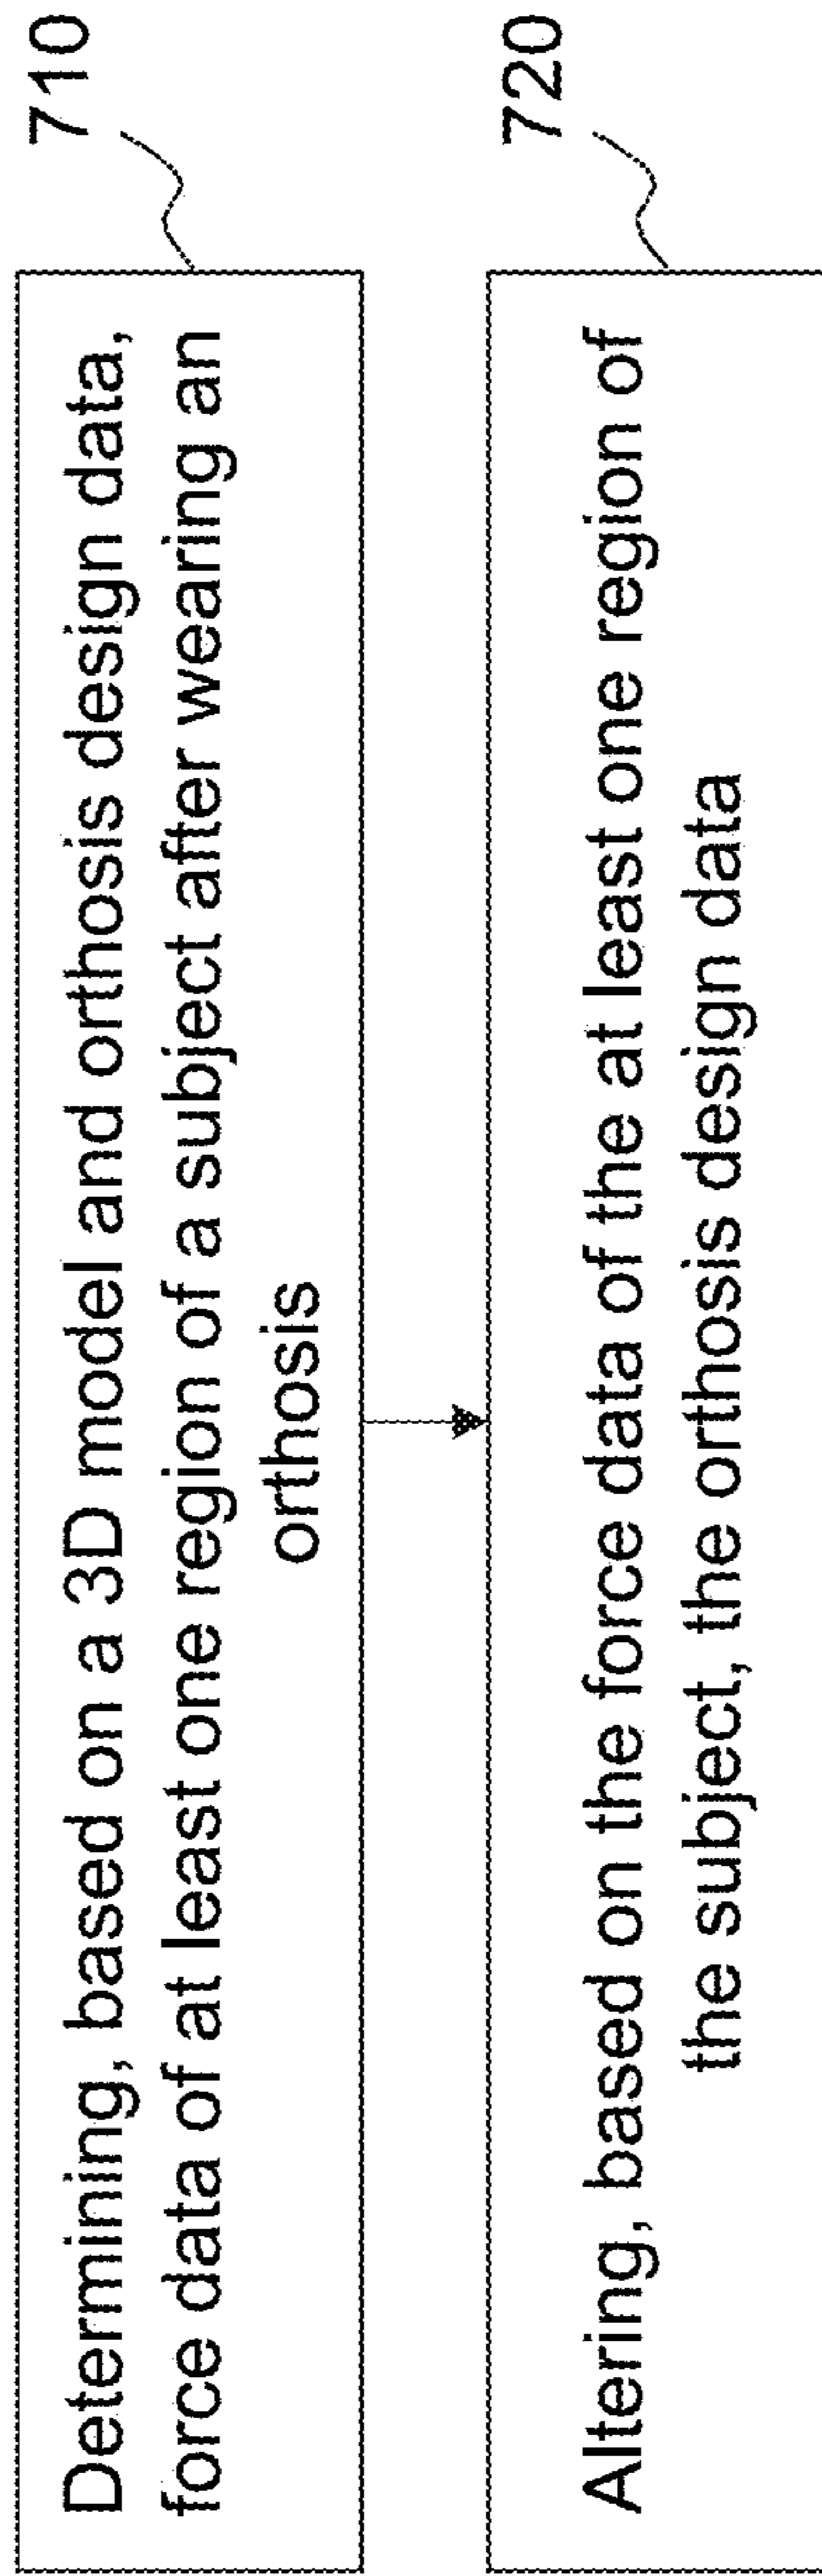 710
Determining, based on a 3D model and orthosis design data,
force data of at least one region of a subject after wearing an
orthosis
720
Altering, based on the force data of the at least one region of
the subject, the orthosis design data